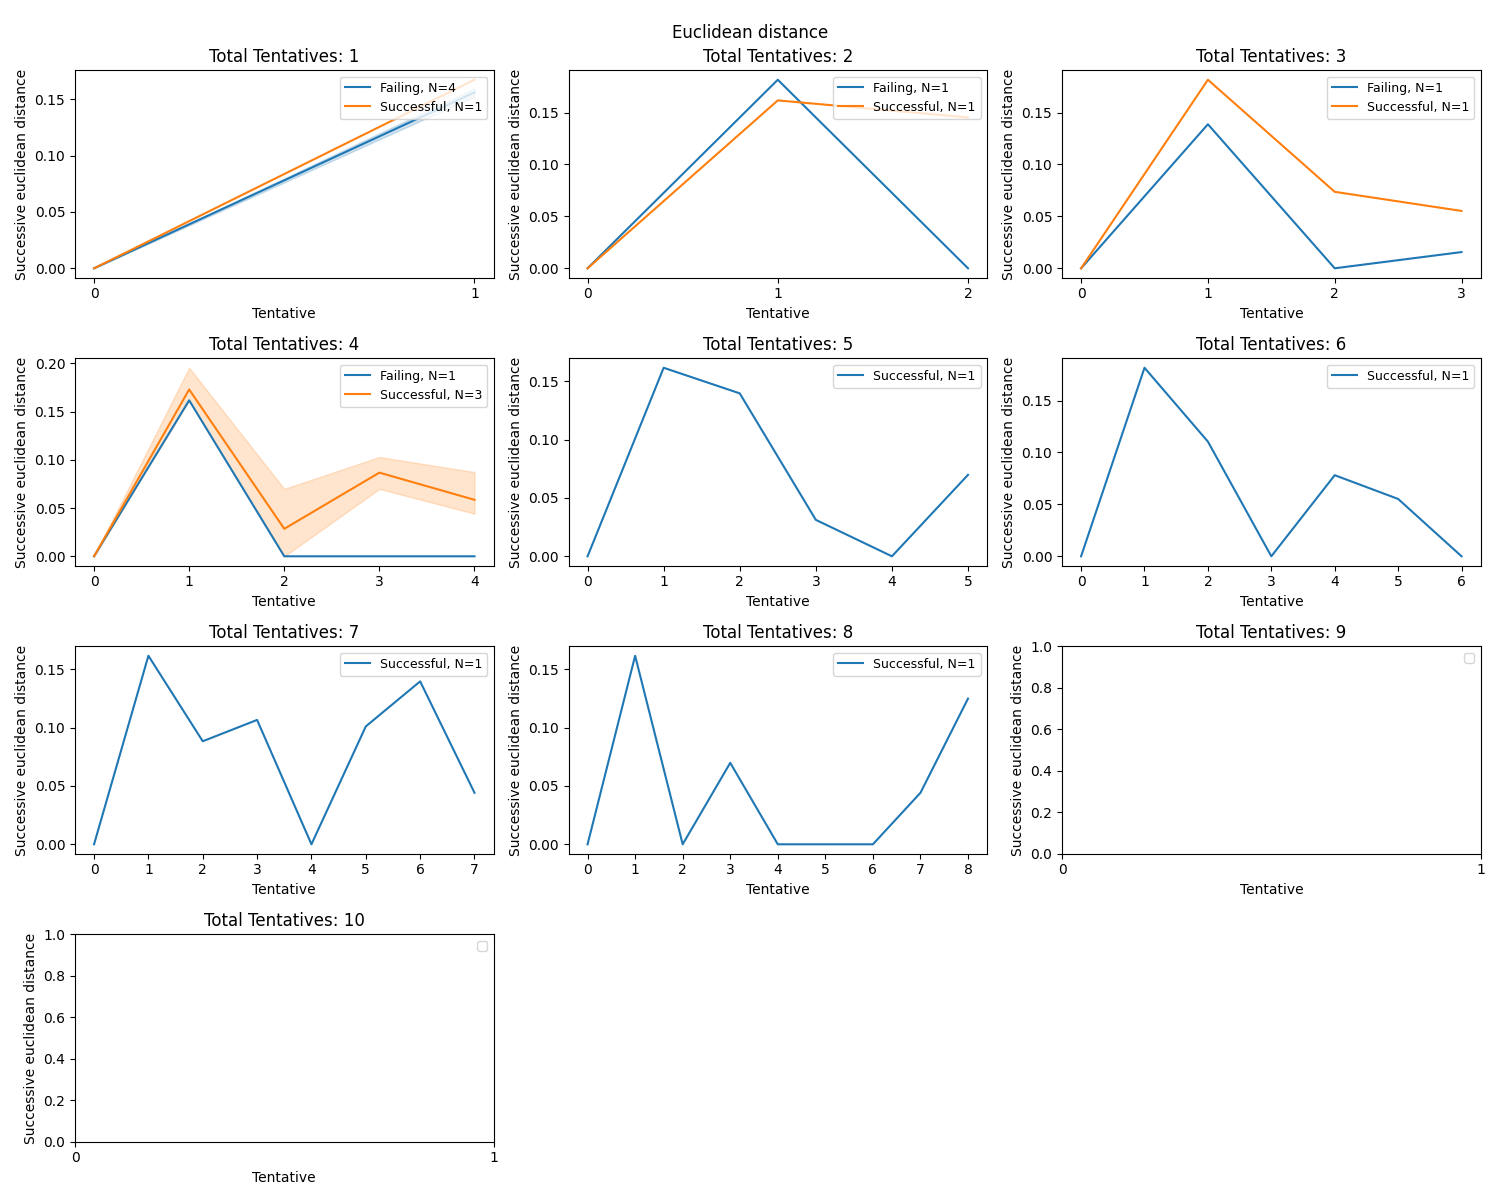 Euclidean distance
Total Tentatives: 1
Successive euclidean distance
0.15
0.10
0.05
0.00
Failing, N=4
Successful, N=1
0 1
Tentative
Total Tentatives: 2
Successive euclidean distance
0.15
0.10
0.05
0.00
Failing, N=1
Successful, N=1
0 1 2
Tentative
Total Tentatives: 3
Successive euclidean distance
0.15
0.10
0.05
0.00
Failing, N=1
Successful, N=1
0 1 2 3
Tentative
Total Tentatives: 4
Successive euclidean distance
0.20
0.15
0.10
0.05
0.00
Failing, N=1
Successful, N=3
0 1 2 3 4
Tentative
Total Tentatives: 5
Successive euclidean distance
0.15
0.10
0.05
0.00
Successful, N=1
0 1 2 3 4 5
Tentative
Total Tentatives: 6
Successive euclidean distance
0.15
0.10
0.05
0.00
Successful, N=1
0 1 2 3 4 5 6
Tentative
Total Tentatives: 7
Successive euclidean distance
0.15
0.10
0.05
0.00
Successful, N=1
0 1 2 3 4 5 6 7
Tentative
Total Tentatives: 8
Successive euclidean distance
0.15
0.10
0.05
0.00
Successful, N=1
0 1 2 3 4 5 6 7 8
Tentative
Total Tentatives: 9
Successive euclidean distance
1.0
0.8
0.6
0.4
0.2
0.0
0 1
Tentative
Total Tentatives: 10
Successive euclidean distance
1.0
0.8
0.6
0.4
0.2
0.0
0 1
Tentative